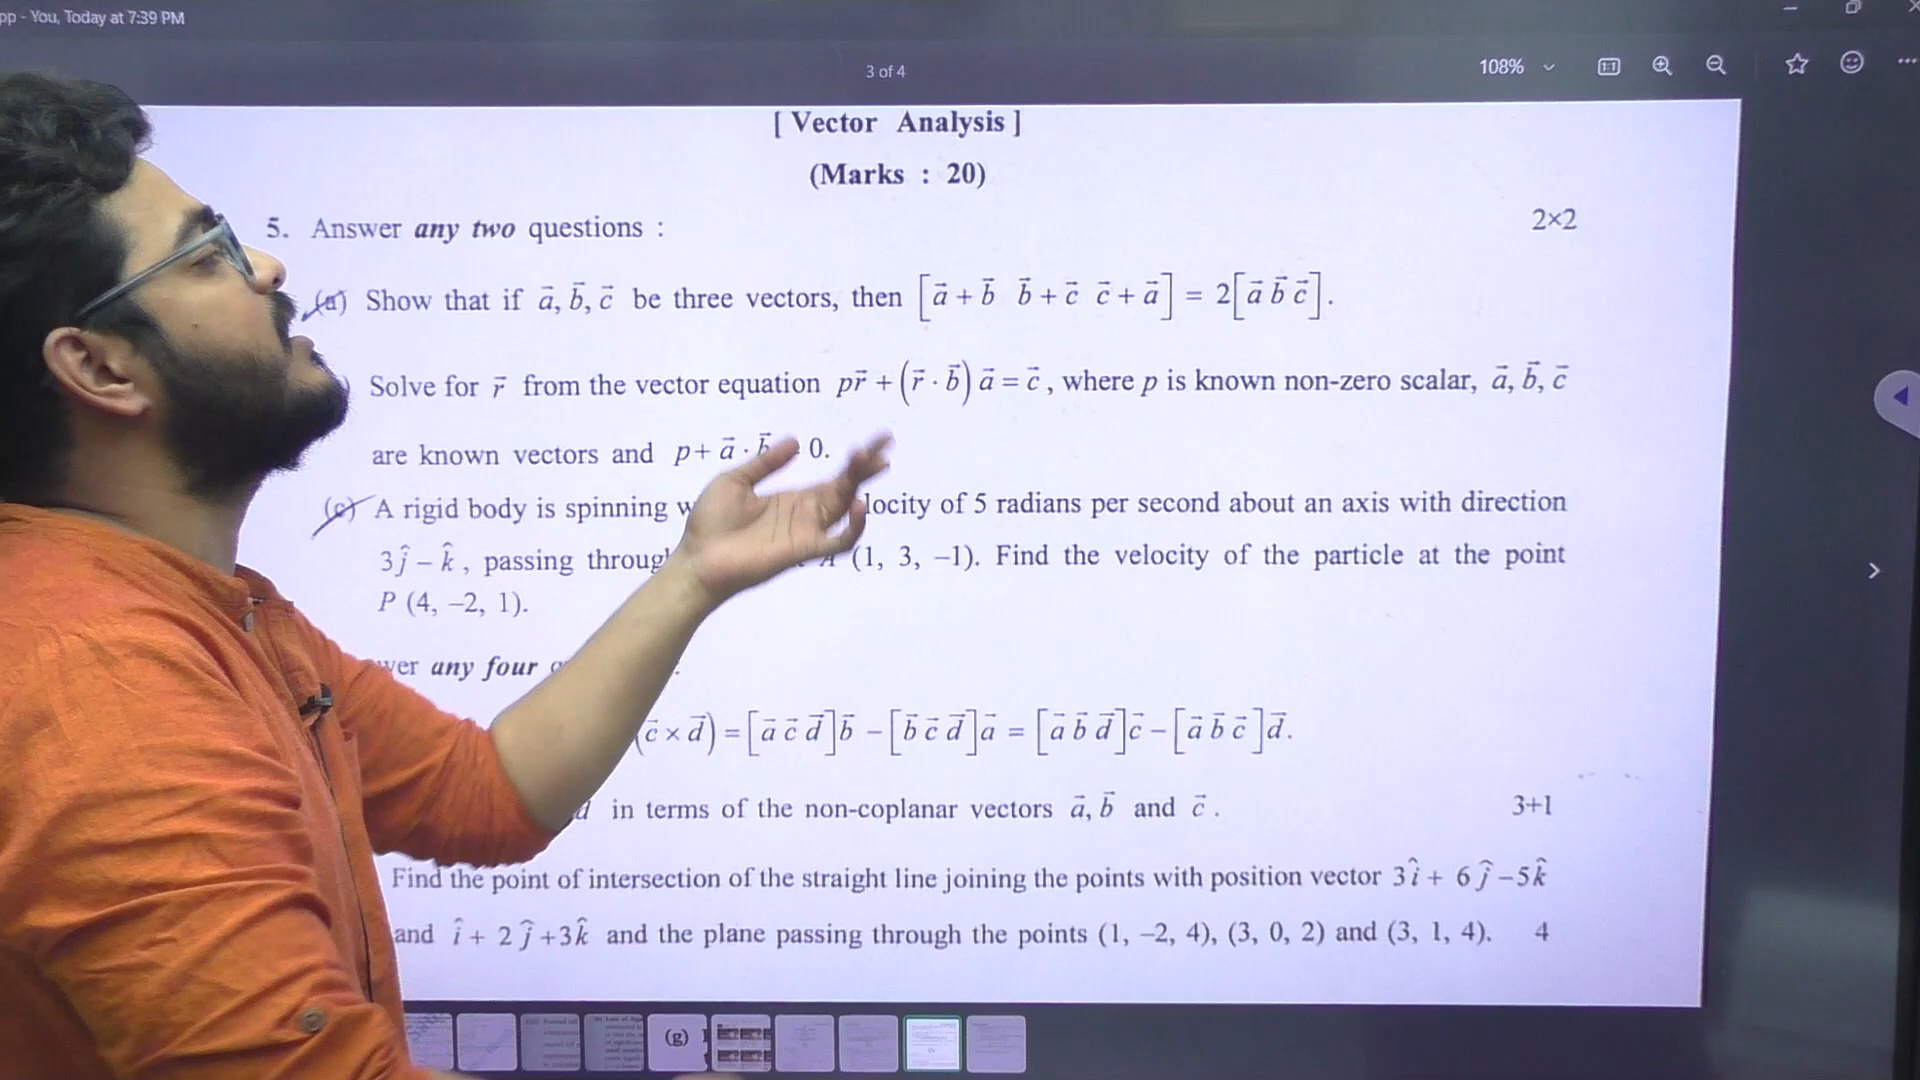 pp - You, Today at 7:39 PM
3 of 4
108%
[ Vector Analysis ]
(Marks : 20)
5. Answer any two questions : 2×2
(a) Show that if a⃗, b⃗, c⃗ be three vectors, then [a⃗ + b⃗ b⃗ + c⃗ c⃗ + a⃗] = 2[a⃗ b⃗ c⃗].
) Solve for r⃗ from the vector equation pr⃗ + (r⃗ · b⃗) a⃗ = c⃗, where p is known non-zero scalar, a⃗, b⃗, c⃗
are known vectors and p + a⃗ · b⃗ 0.
(c) A rigid body is spinning w locity of 5 radians per second about an axis with direction
3ĵ – k̂, passing throug A (1, 3, –1). Find the velocity of the particle at the point
P (4, –2, 1).
wer any four
(c⃗ × d⃗) = [a⃗ c⃗ d⃗]b⃗ – [b⃗ c⃗ d⃗]a⃗ = [a⃗ b⃗ d⃗]c⃗ – [a⃗ b⃗ c⃗]d⃗.
d in terms of the non-coplanar vectors a⃗, b⃗ and c⃗. 3+1
Find the point of intersection of the straight line joining the points with position vector 3î + 6ĵ – 5k̂
and î + 2ĵ + 3k̂ and the plane passing through the points (1, –2, 4), (3, 0, 2) and (3, 1, 4). 4
(g)